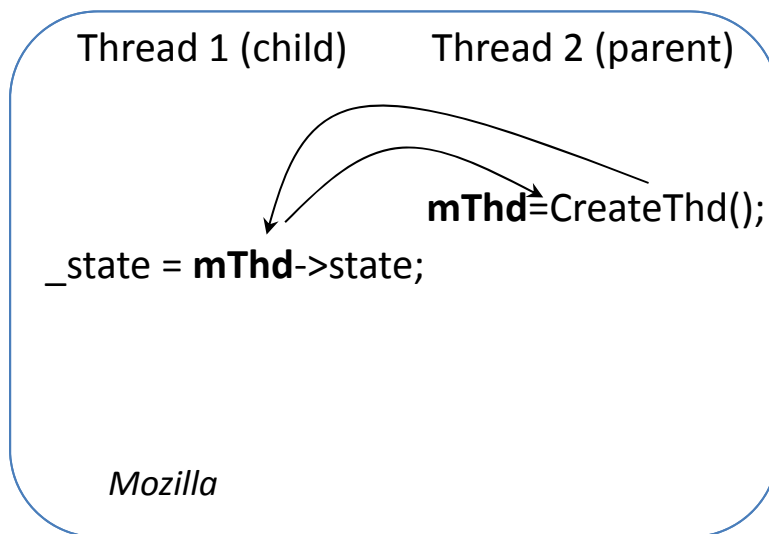 Thread 1 (child) Thread 2 (parent)
mThd=CreateThd();
_state = mThd->state;
Mozilla